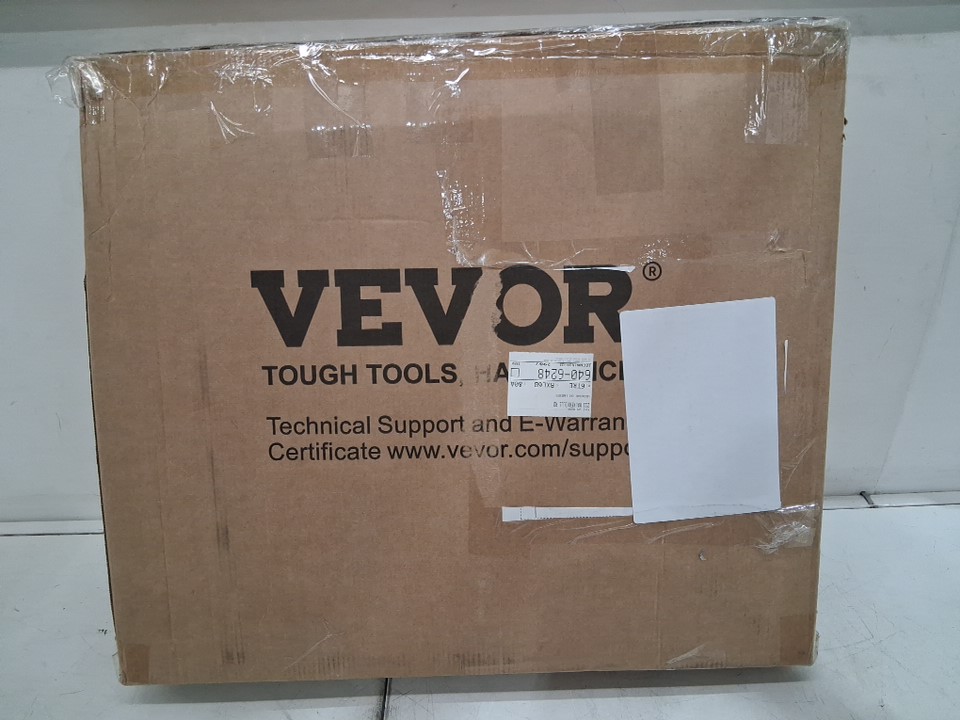 VEVOR®
TOUGH TOOLS, HA
Technical Support and E-Warran
Certificate www.vevor.com/suppo
640-6248